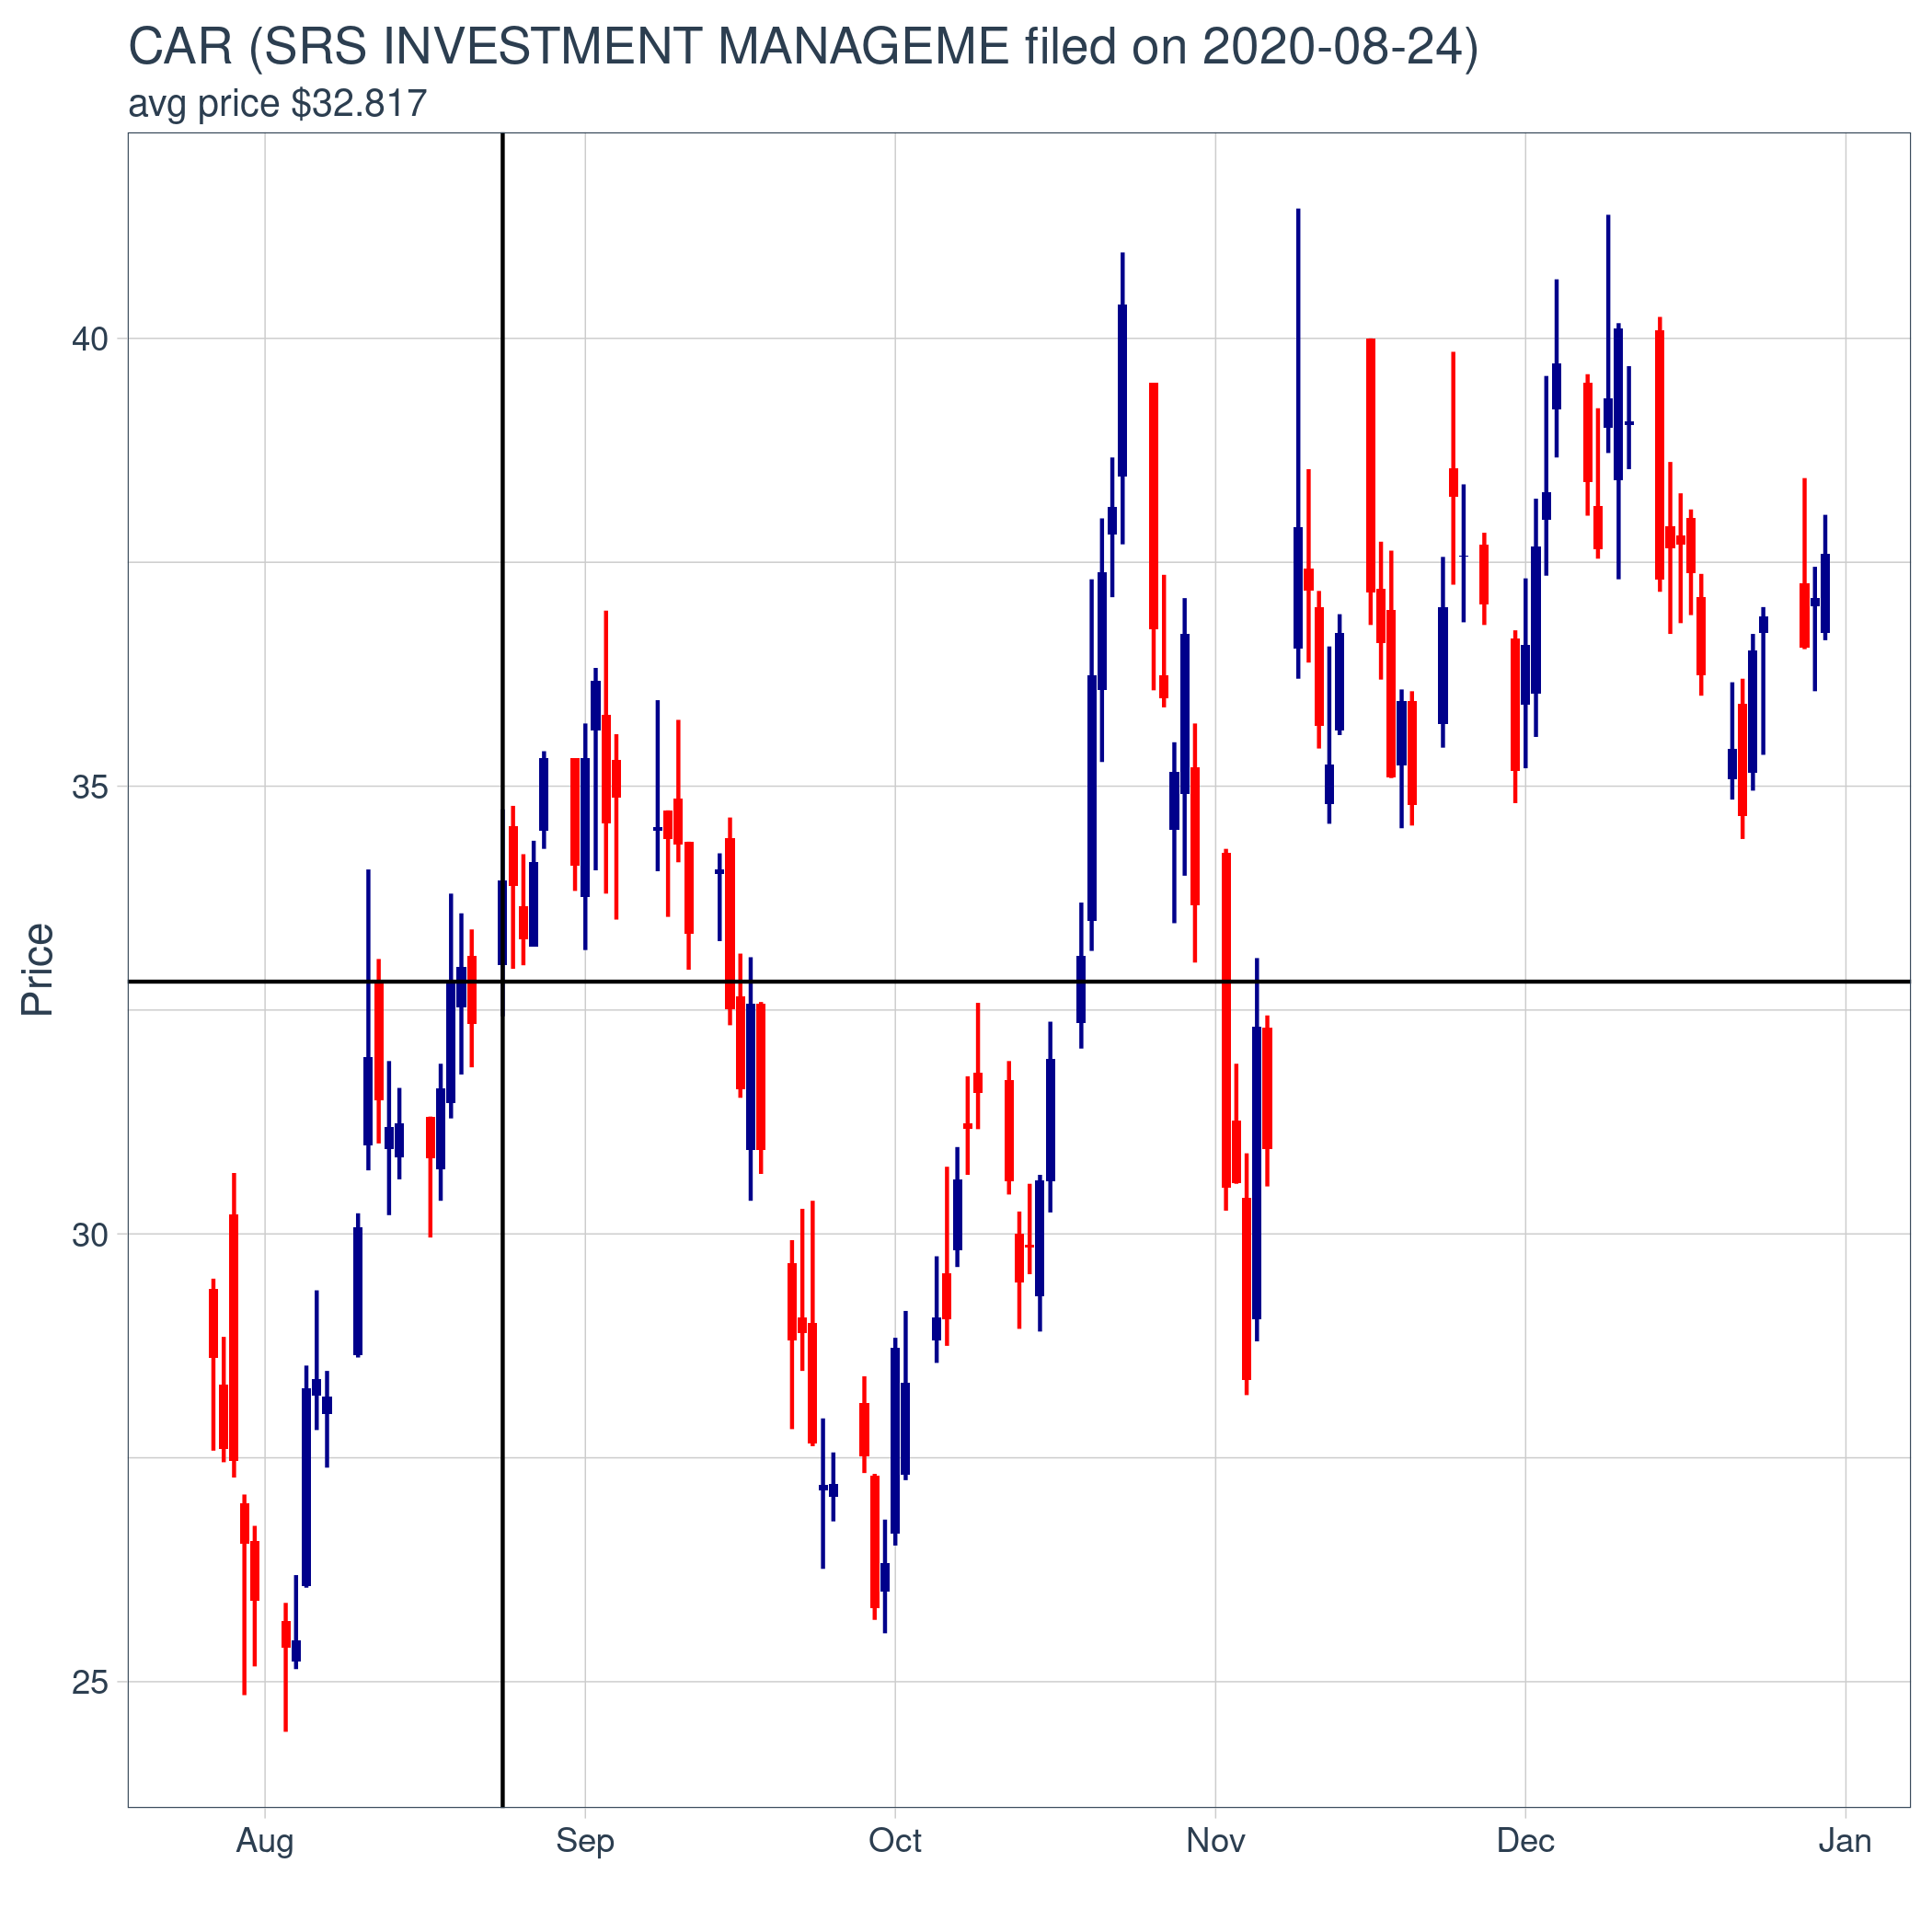 CAR (SRS INVESTMENT MANAGEME filed on 2020-08-24)
avg price $32.817
Price
40
35
30
25
Aug Sep Oct Nov Dec Jan